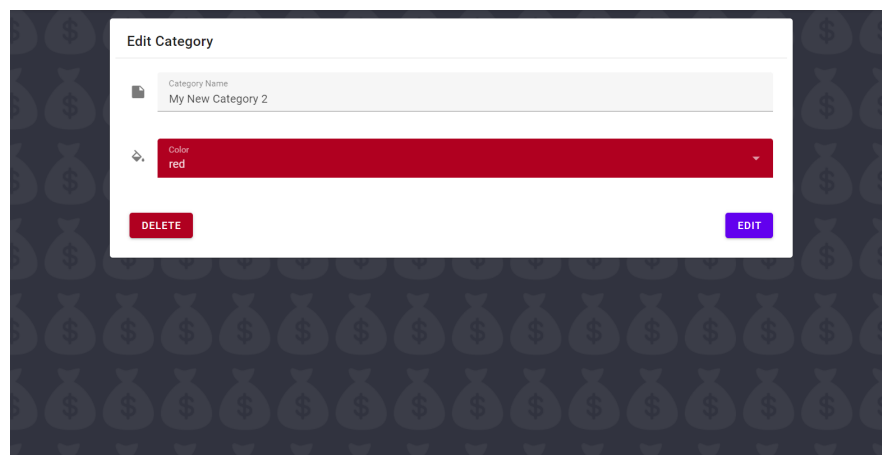 Edit Category
Category Name
My New Category 2
Color
red
DELETE
EDIT